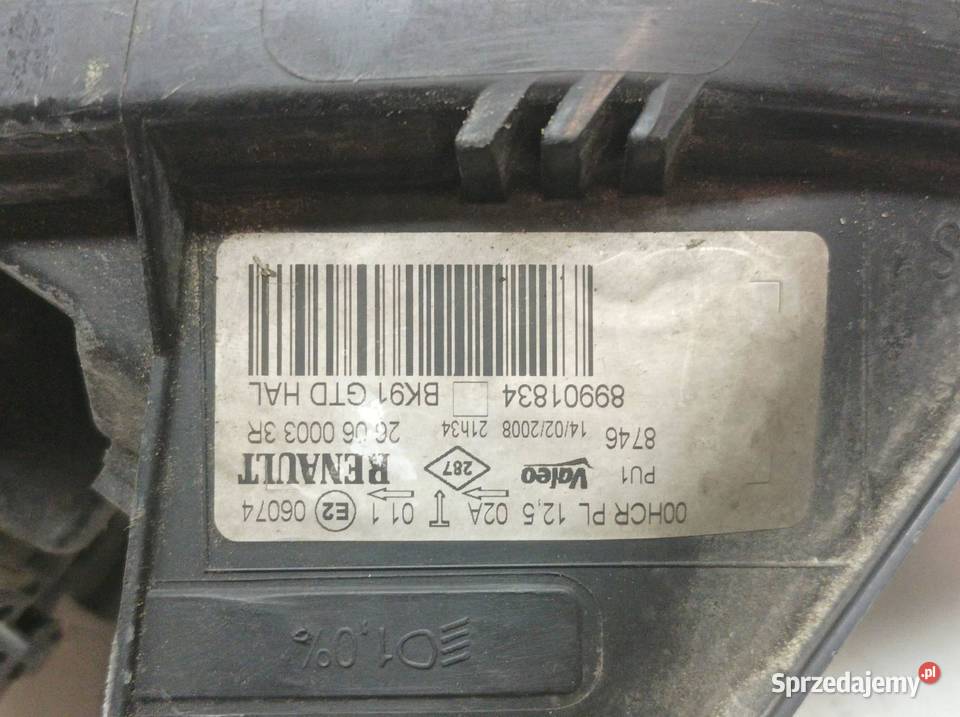 00HCR PL 12,5 02A 01 1 E2 06074
PU1 Valeo 287 RENAULT
8746 14/02/2008 21h34 26 06 0003 3R
89901834 BK91 GTD HAL
1,0%
Sprzedajemy.pl